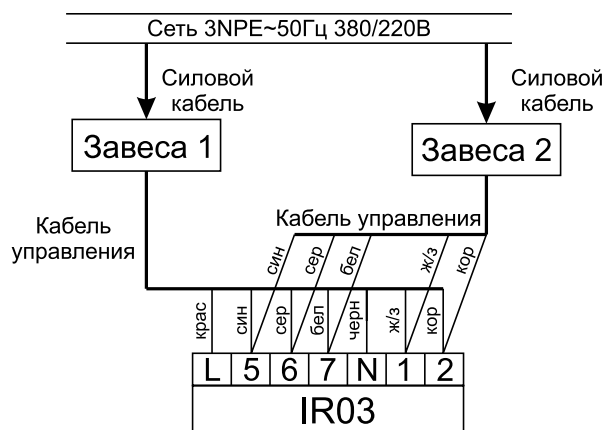 Сеть 3NPE~50Гц 380/220В
Силовой
кабель
Силовой
кабель
Завеса 1
Завеса 2
Кабель
управления
Кабель управления
син
сер
бел
ж/з
кор
крас
син
сер
бел
черн
ж/з
кор
L 5 6 7 N 1 2
IR03